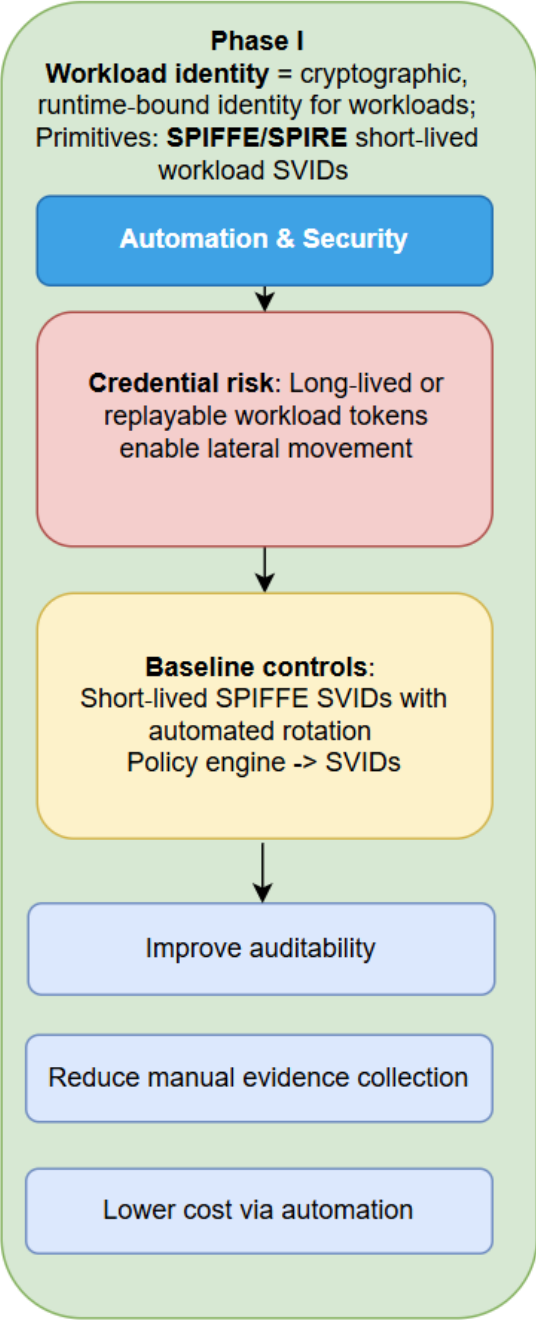 Phase I
Workload identity = cryptographic,
runtime-bound identity for workloads;
Primitives: SPIFFE/SPIRE short-lived
workload SVIDs
Automation & Security
Credential risk: Long-lived or
replayable workload tokens
enable lateral movement
Baseline controls:
Short-lived SPIFFE SVIDs with
automated rotation
Policy engine -> SVIDs
Improve auditability
Reduce manual evidence collection
Lower cost via automation